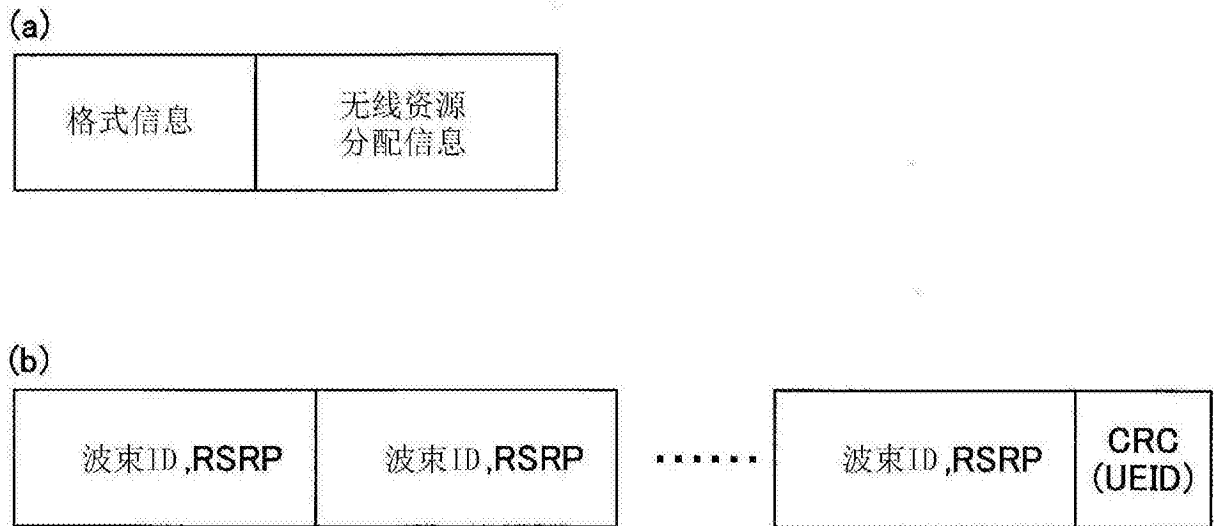 (a)
格式信息
无线资源
分配信息
(b)
波束ID,RSRP
波束ID,RSRP
······
波束ID,RSRP
CRC
(UEID)